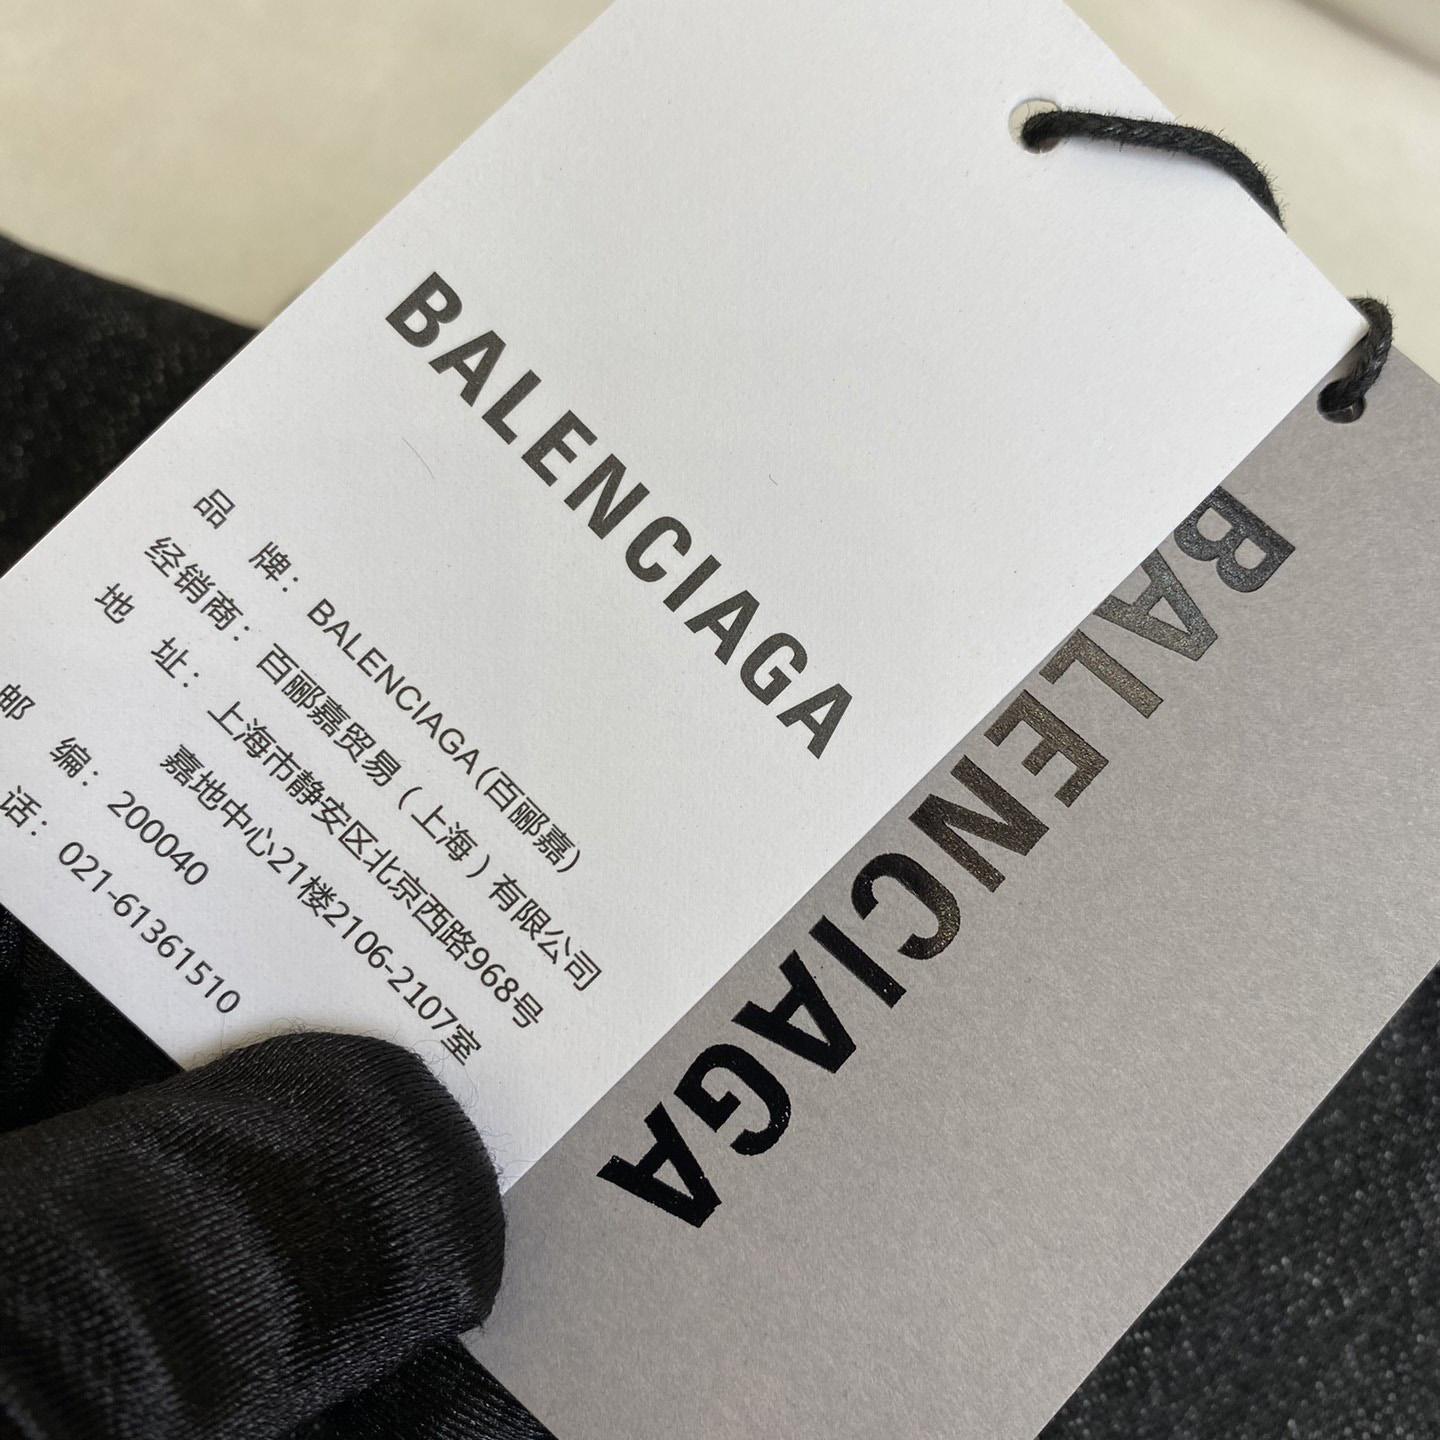 BALENCIAGA
品 牌：BALENCIAGA(百郦嘉)
经销商：百郦嘉贸易（上海）有限公司
地 址：上海市静安区北京西路968号
嘉地中心21楼2106-2107室
邮 编：200040
话：021-61361510
BALENCIAGA